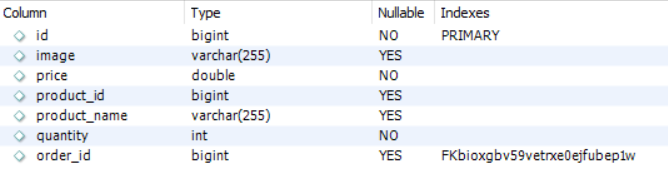 Column Type Nullable Indexes
id bigint NO PRIMARY
image varchar(255) YES
price double NO
product_id bigint YES
product_name varchar(255) YES
quantity int NO
order_id bigint YES FKbioxgbv59vetrxe0ejfubep1w